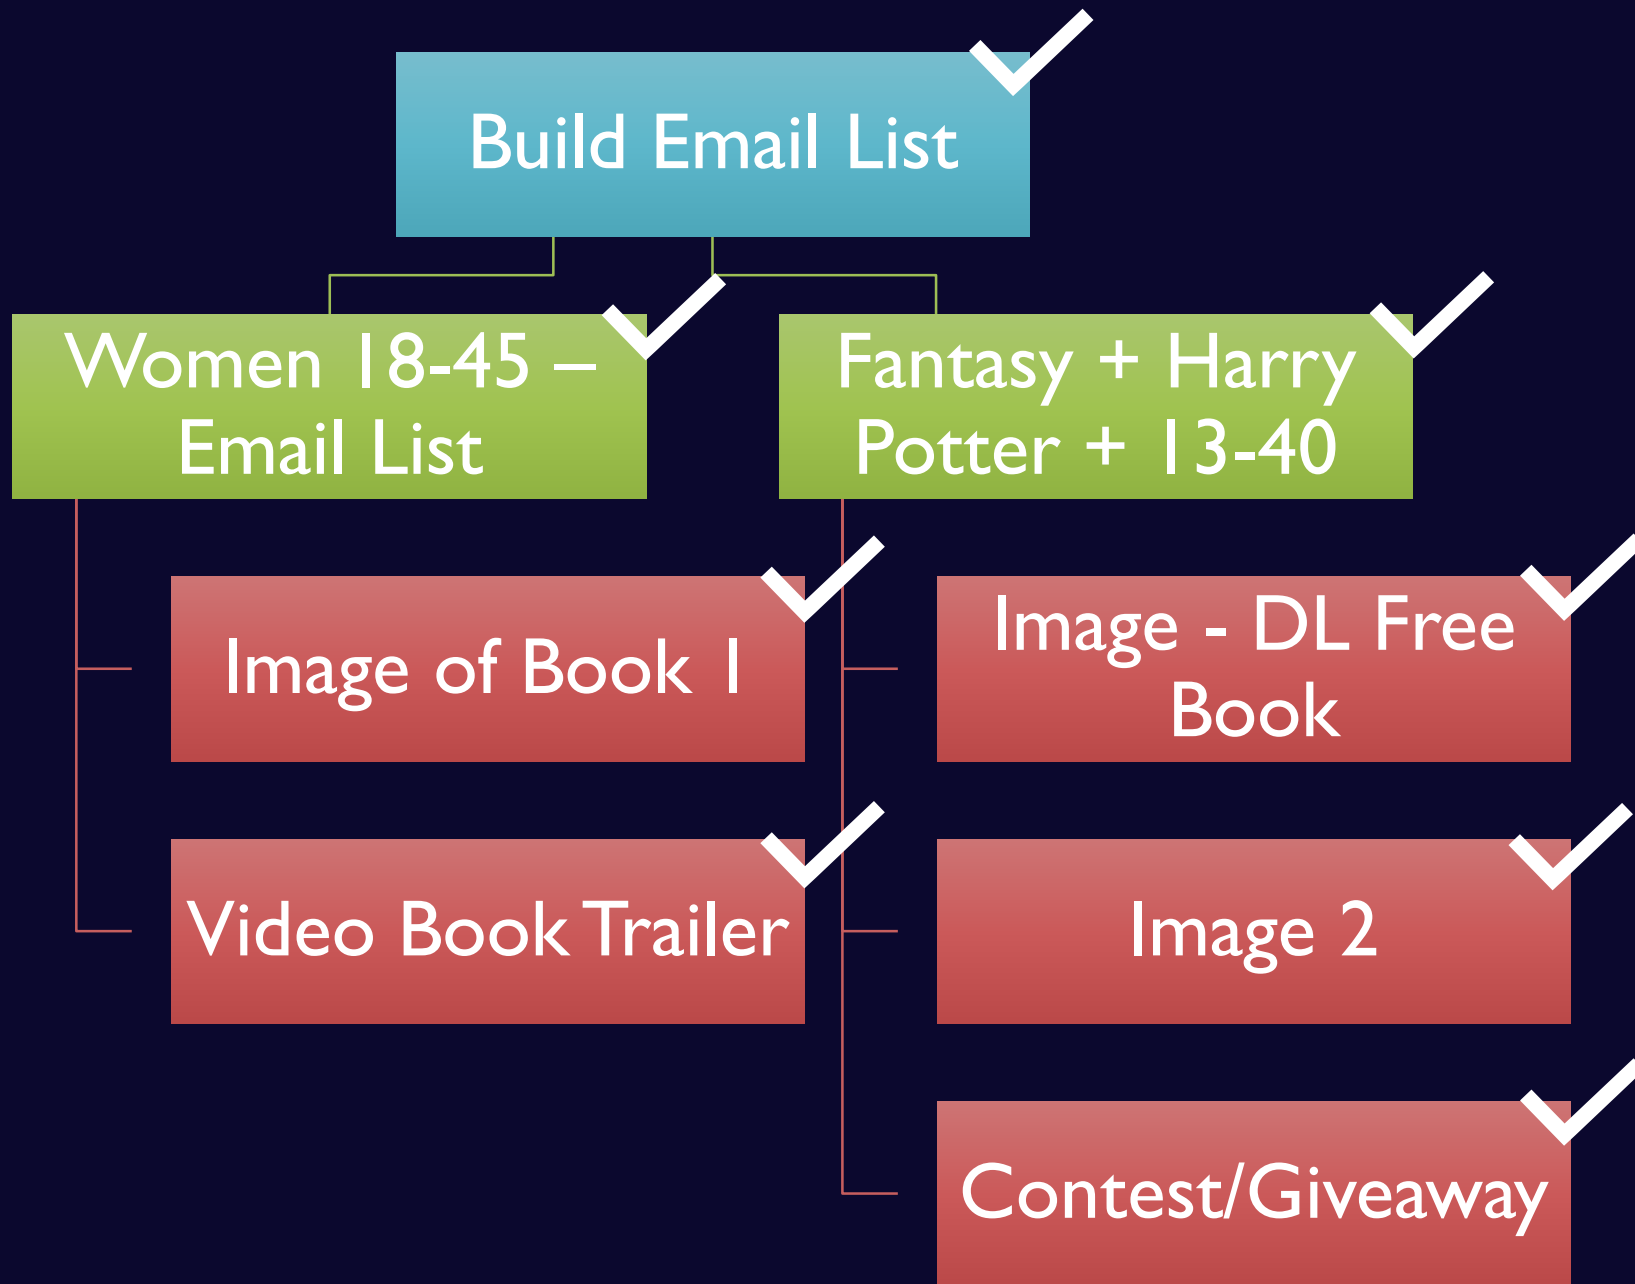 Build Email List
Women 18-45 –
Email List
Fantasy + Harry
Potter + 13-40
Image of Book 1
Video Book Trailer
Image - DL Free
Book
Image 2
Contest/Giveaway